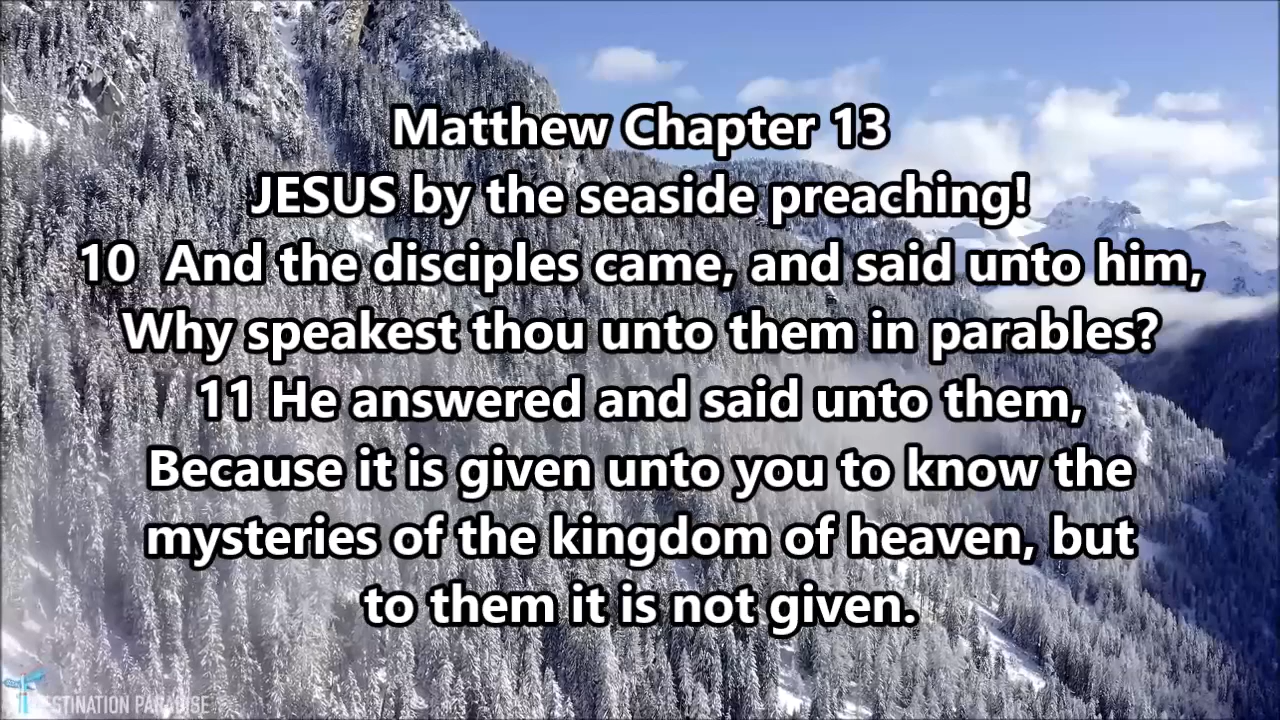 Matthew Chapter 13
JESUS by the seaside preaching!
10  And the disciples came, and said unto him,
Why speakest thou unto them in parables?
11 He answered and said unto them,
Because it is given unto you to know the
mysteries of the kingdom of heaven, but
to them it is not given.
DESTINATION PARADISE